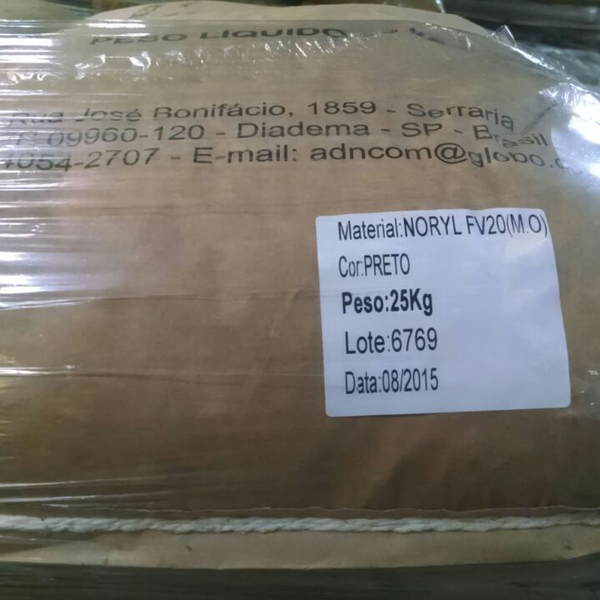 PESO LIQUIDO
Rua José Bonifácio, 1859 - Serraria
09960-120 - Diadema - SP - Brasil
4054-2707 - E-mail: adncom@globo.c
Material:NORYL FV20(M.O)
Cor:PRETO
Peso:25Kg
Lote:6769
Data:08/2015